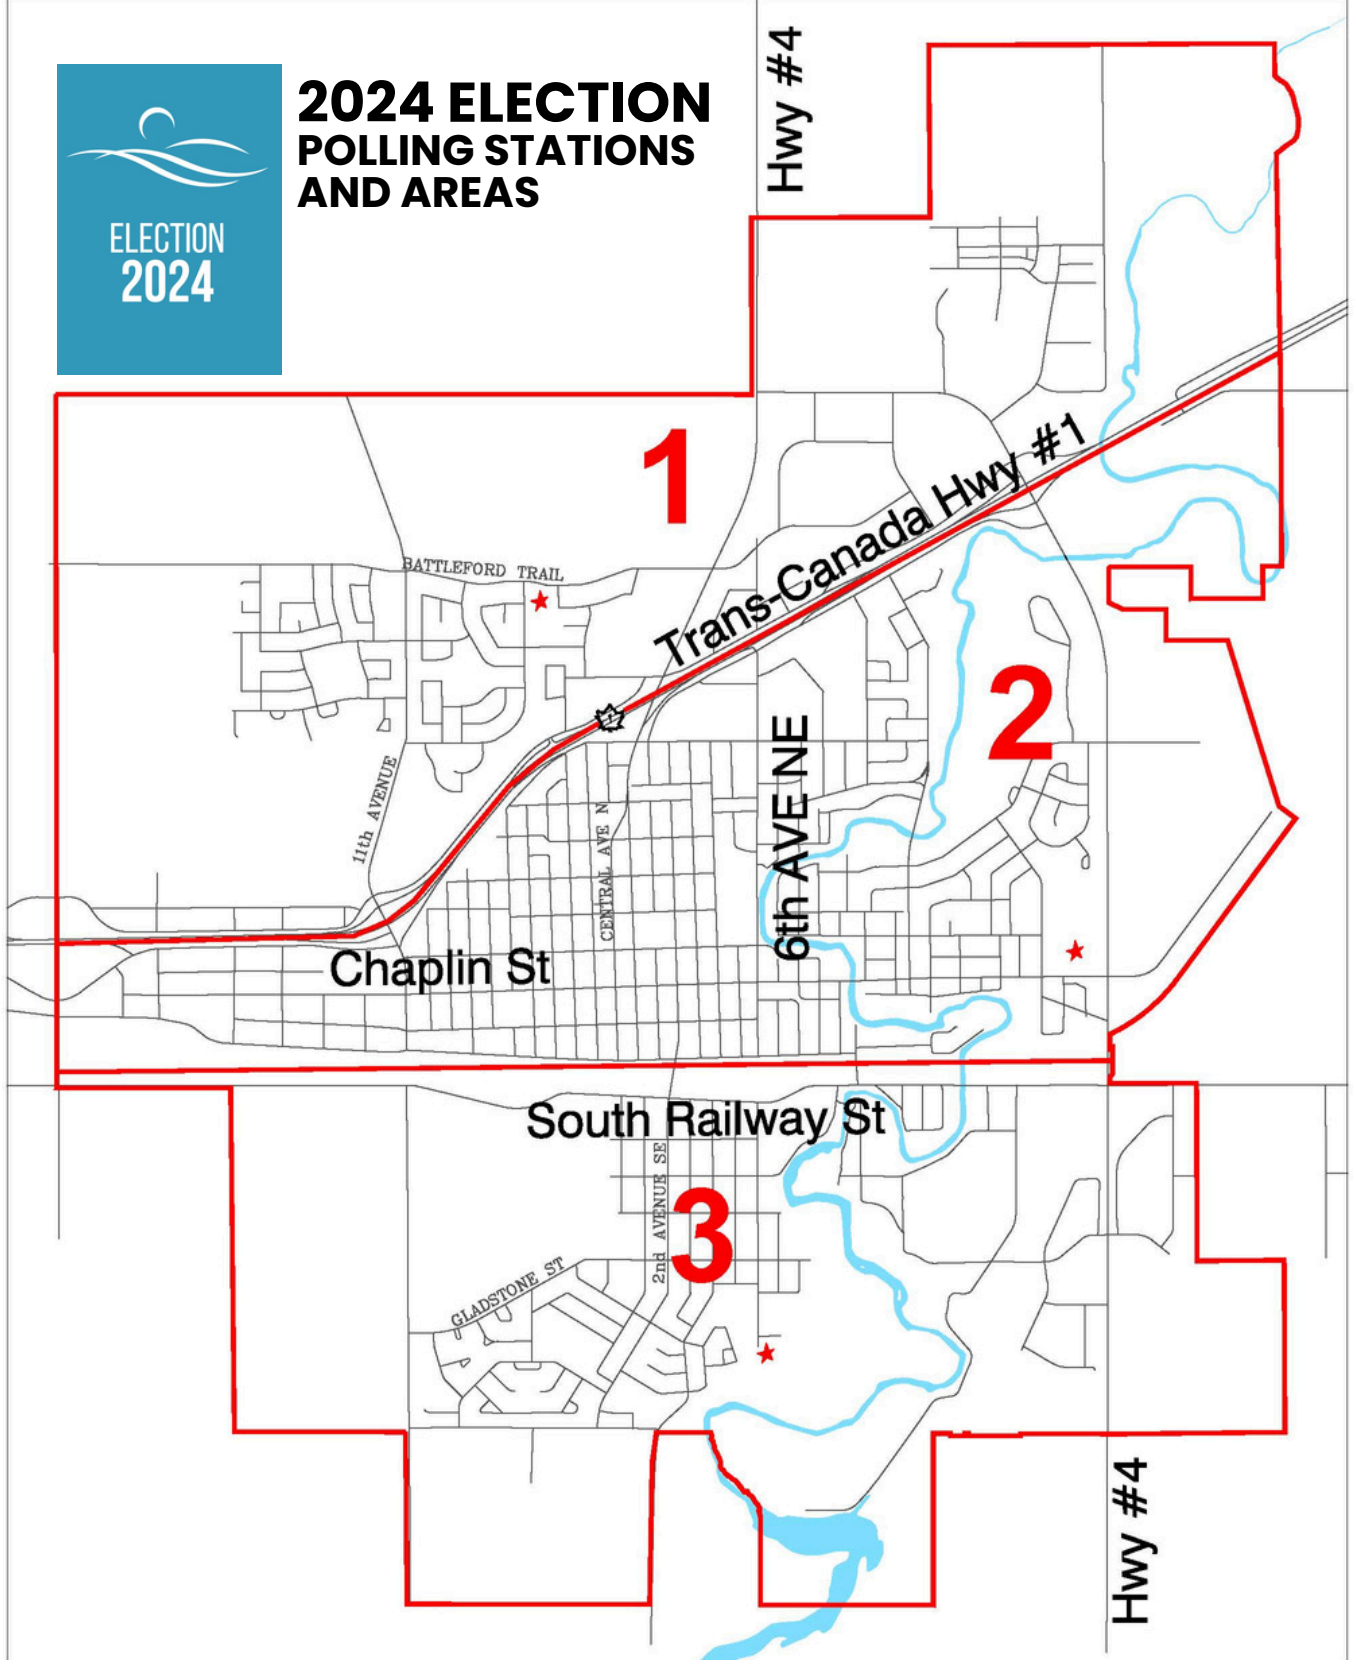 2024 ELECTION
POLLING STATIONS
AND AREAS
ELECTION
2024
Hwy #4
1
Trans-Canada Hwy #1
BATTLEFORD TRAIL
2
6th AVE NE
11th AVENUE
CENTRAL AVE N
Chaplin St
South Railway St
2nd AVENUE SE
3
GLADSTONE ST
Hwy #4